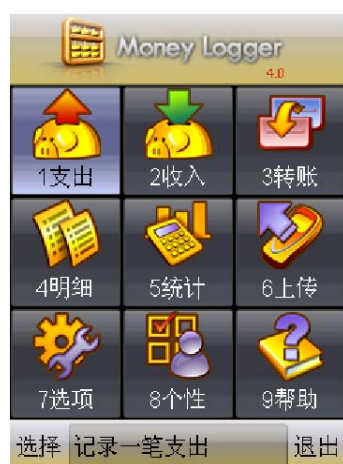 Money Logger
4.0
1支出 2收入 3转账
4明细 5统计 6上传
7选项 8个性 9帮助
选择 记录一笔支出 退出